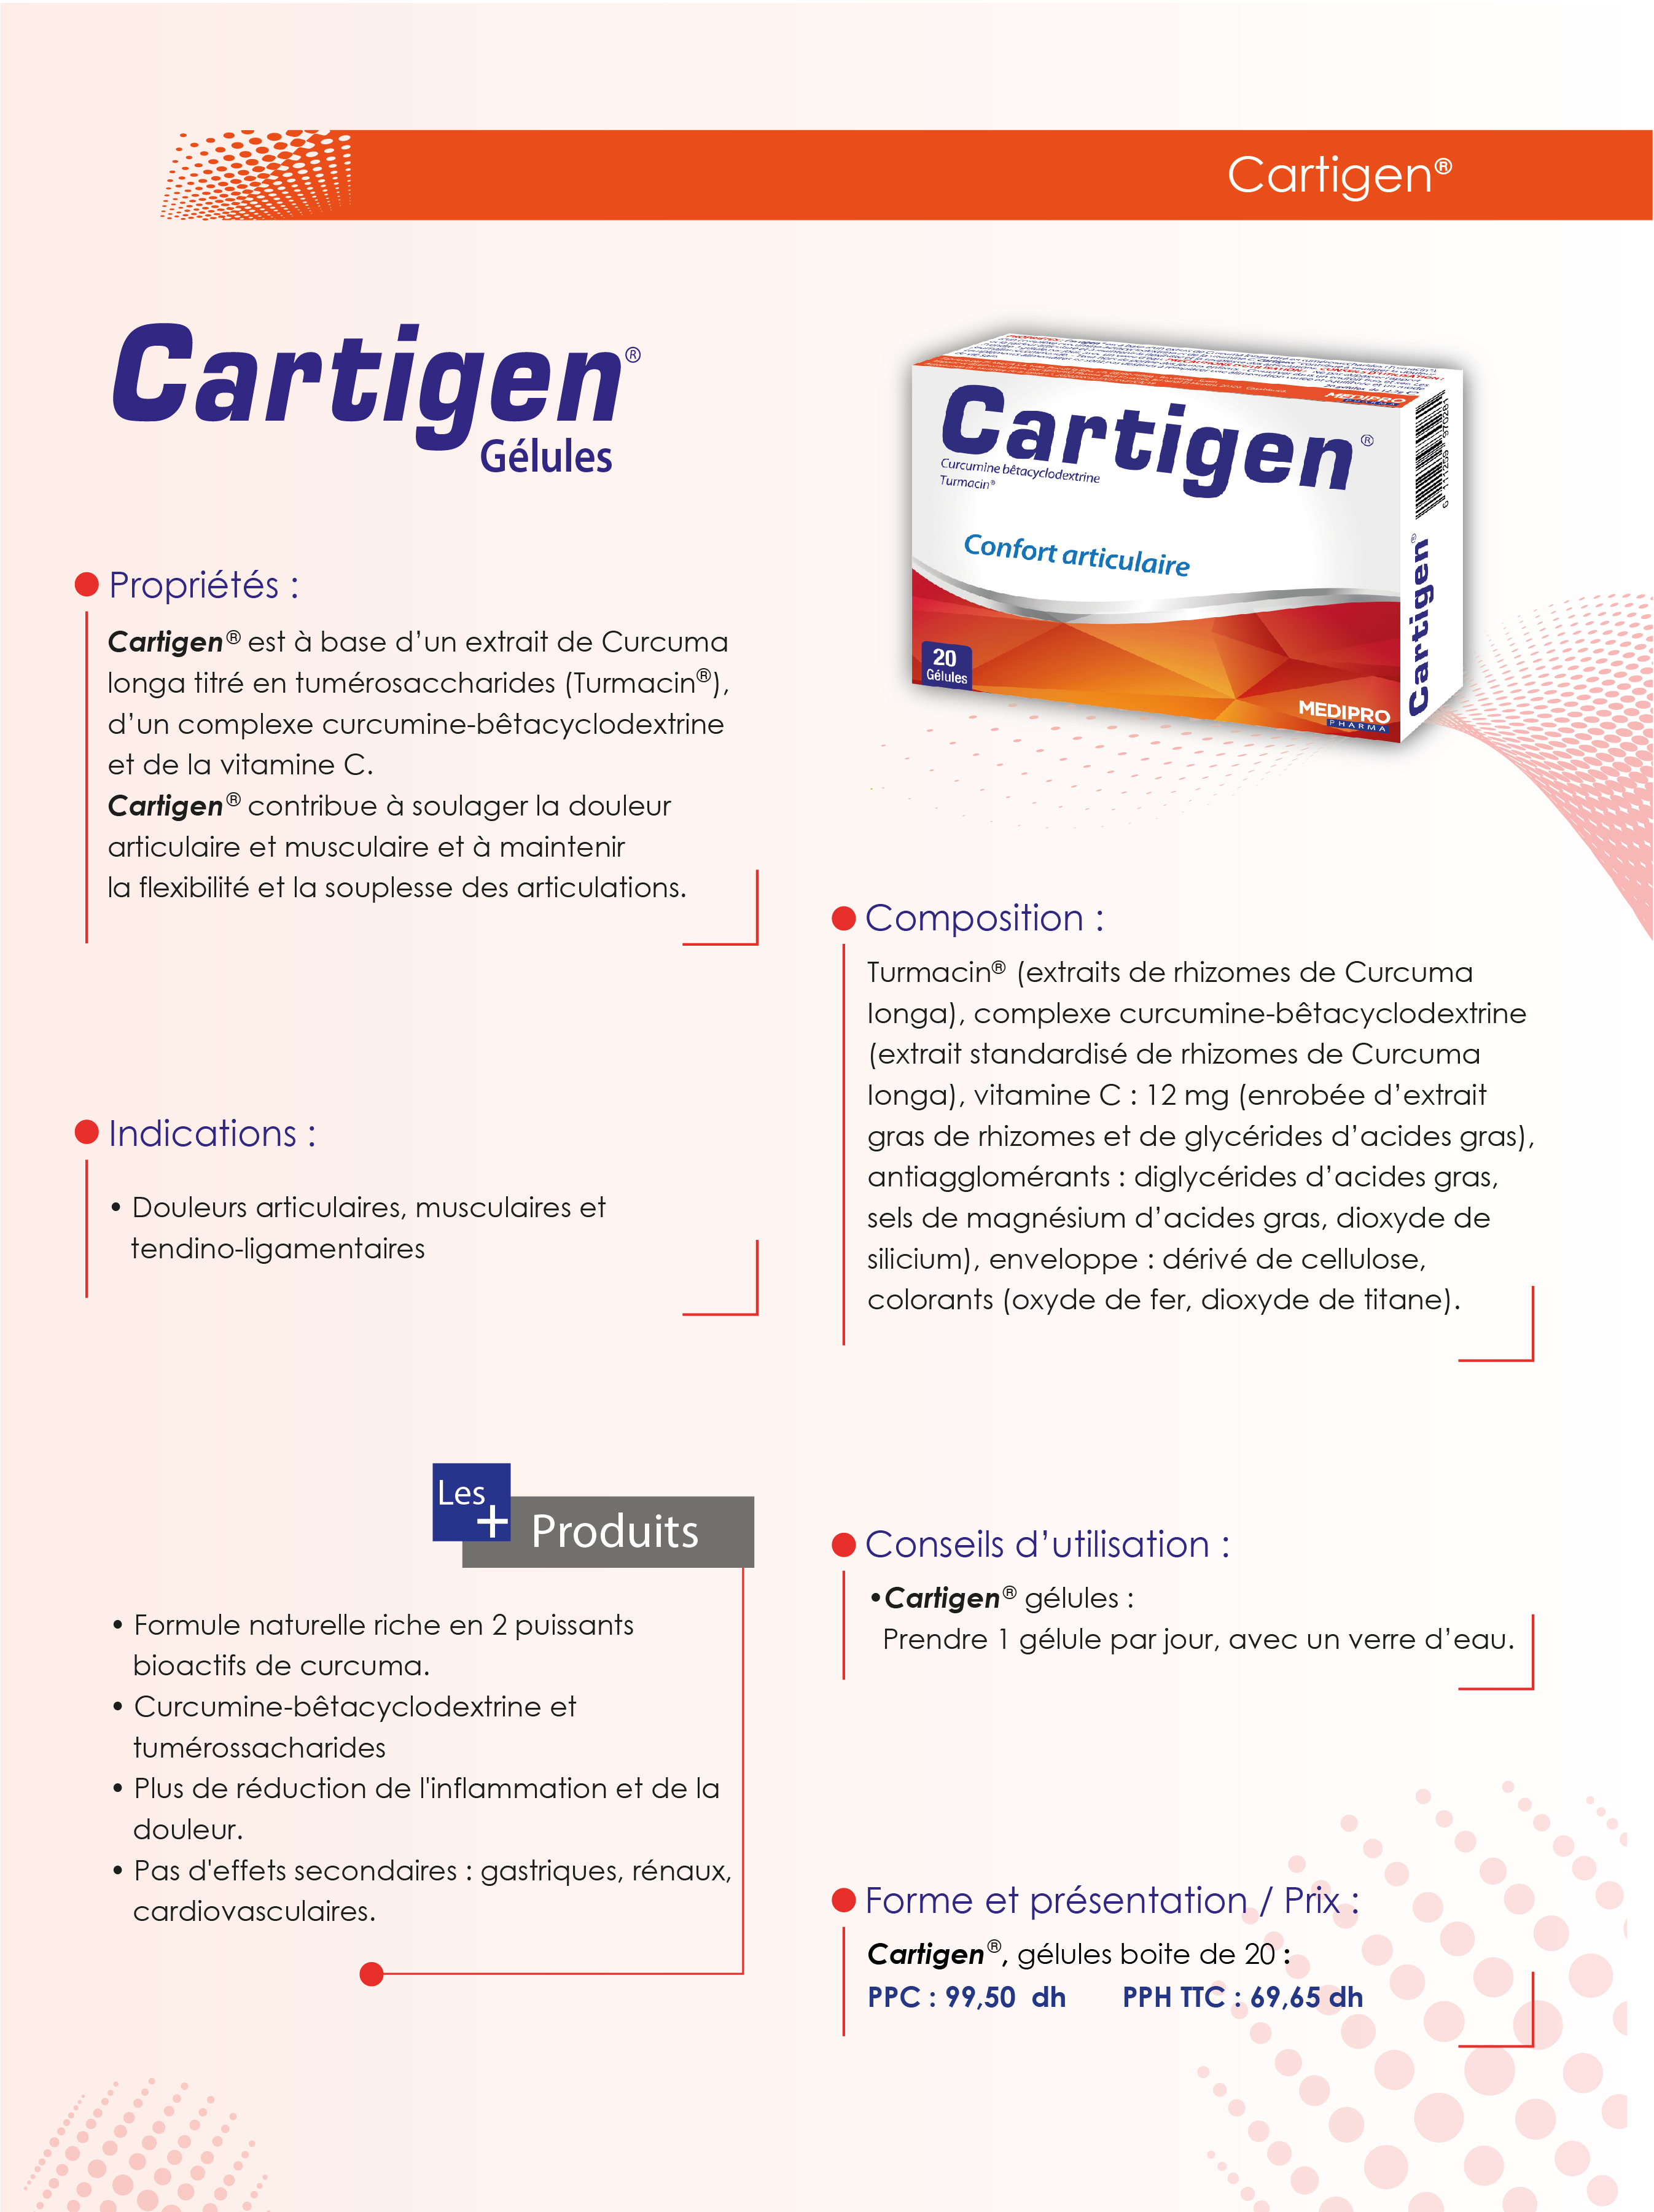 Cartigen®
Cartigen®
Gélules
Cartigen®
Curcumine bêtacyclodextrine
Turmacin®
Confort articulaire
20
Gélules
MEDIPRO
PHARMA
Cartigen®
MEDIPRO
Propriétés :
Cartigen® est à base d’un extrait de Curcuma
longa titré en tumérosaccharides (Turmacin®),
d’un complexe curcumine-bêtacyclodextrine
et de la vitamine C.
Cartigen® contribue à soulager la douleur
articulaire et musculaire et à maintenir
la flexibilité et la souplesse des articulations.
Indications :
• Douleurs articulaires, musculaires et
tendino-ligamentaires
Les +
Produits
• Formule naturelle riche en 2 puissants
bioactifs de curcuma.
• Curcumine-bêtacyclodextrine et
tumérossacharides
• Plus de réduction de l'inflammation et de la
douleur.
• Pas d'effets secondaires : gastriques, rénaux,
cardiovasculaires.
Composition :
Turmacin® (extraits de rhizomes de Curcuma
longa), complexe curcumine-bêtacyclodextrine
(extrait standardisé de rhizomes de Curcuma
longa), vitamine C : 12 mg (enrobée d’extrait
gras de rhizomes et de glycérides d’acides gras),
antiagglomérants : diglycérides d’acides gras,
sels de magnésium d’acides gras, dioxyde de
silicium), enveloppe : dérivé de cellulose,
colorants (oxyde de fer, dioxyde de titane).
Conseils d’utilisation :
•Cartigen® gélules :
Prendre 1 gélule par jour, avec un verre d’eau.
Forme et présentation / Prix :
Cartigen®, gélules boite de 20 :
PPC : 99,50 dh PPH TTC : 69,65 dh